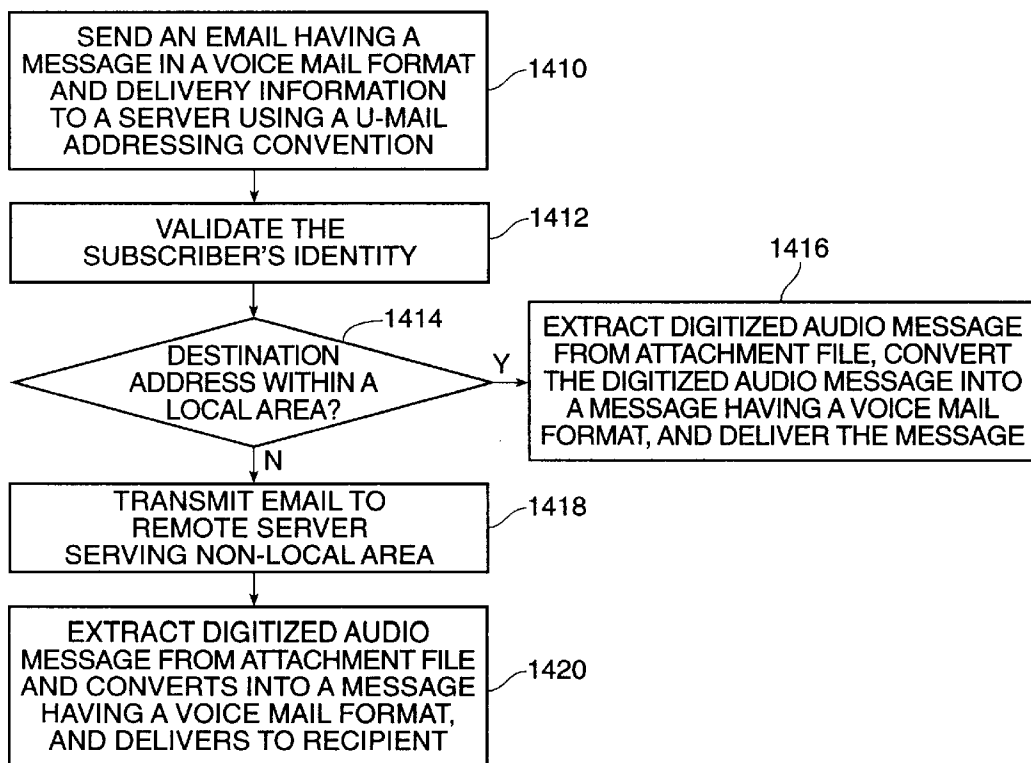 SEND AN EMAIL HAVING A
MESSAGE IN A VOICE MAIL FORMAT
AND DELIVERY INFORMATION
TO A SERVER USING A U-MAIL
ADDRESSING CONVENTION
1410
VALIDATE THE
SUBSCRIBER'S IDENTITY
1412
1414
DESTINATION
ADDRESS WITHIN A
LOCAL AREA?
Y
N
1416
EXTRACT DIGITIZED AUDIO MESSAGE
FROM ATTACHMENT FILE, CONVERT
THE DIGITIZED AUDIO MESSAGE INTO
A MESSAGE HAVING A VOICE MAIL
FORMAT, AND DELIVER THE MESSAGE
TRANSMIT EMAIL TO
REMOTE SERVER
SERVING NON-LOCAL AREA
1418
EXTRACT DIGITIZED AUDIO
MESSAGE FROM ATTACHMENT FILE
AND CONVERTS INTO A MESSAGE
HAVING A VOICE MAIL FORMAT,
AND DELIVERS TO RECIPIENT
1420